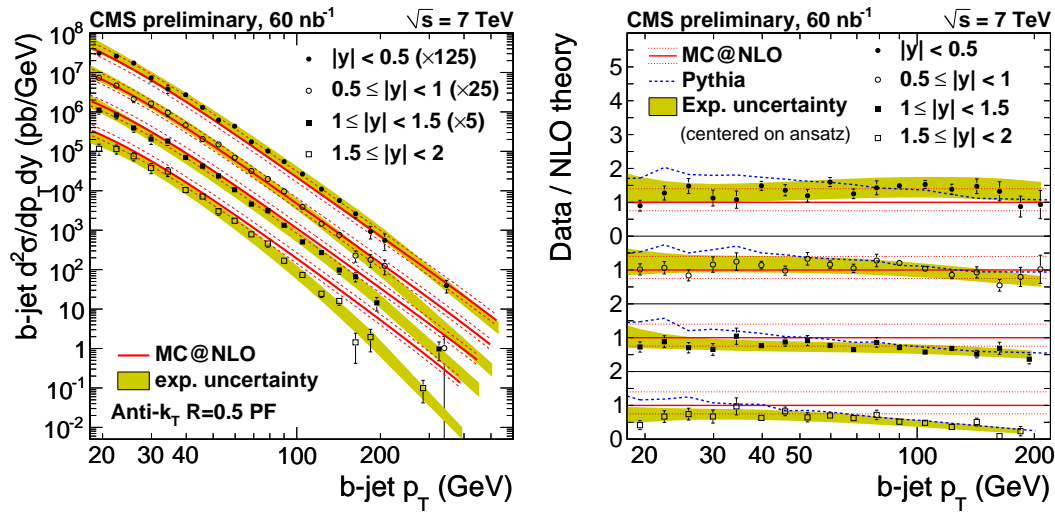 CMS preliminary, 60 nb⁻¹ √s = 7 TeV
b-jet d²σ/dp_T dy (pb/GeV)
10⁸
10⁷
10⁶
10⁵
10⁴
10³
10²
10
1
10⁻¹
10⁻²
|y| < 0.5 (×125)
0.5 ≤ |y| < 1 (×25)
1 ≤ |y| < 1.5 (×5)
1.5 ≤ |y| < 2
MC@NLO
exp. uncertainty
Anti-k_T R=0.5 PF
20 30 40 100 200
b-jet p_T (GeV)
CMS preliminary, 60 nb⁻¹ √s = 7 TeV
Data / NLO theory
MC@NLO
Pythia
Exp. uncertainty
(centered on ansatz)
|y| < 0.5
0.5 ≤ |y| < 1
1 ≤ |y| < 1.5
1.5 ≤ |y| < 2
5
4
2
1
0
1
2
1
2
1
20 30 40 50 100 200
b-jet p_T (GeV)